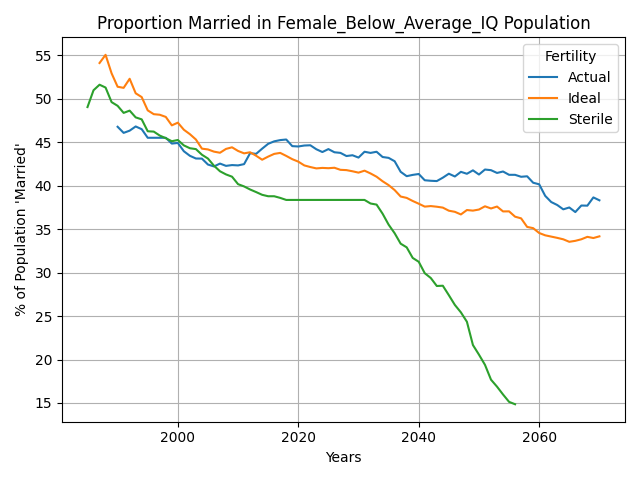 Proportion Married in Female_Below_Average_IQ Population
% of Population 'Married'
55
50
45
40
35
30
25
20
15
Fertility
Actual
Ideal
Sterile
2000
2020
2040
2060
Years